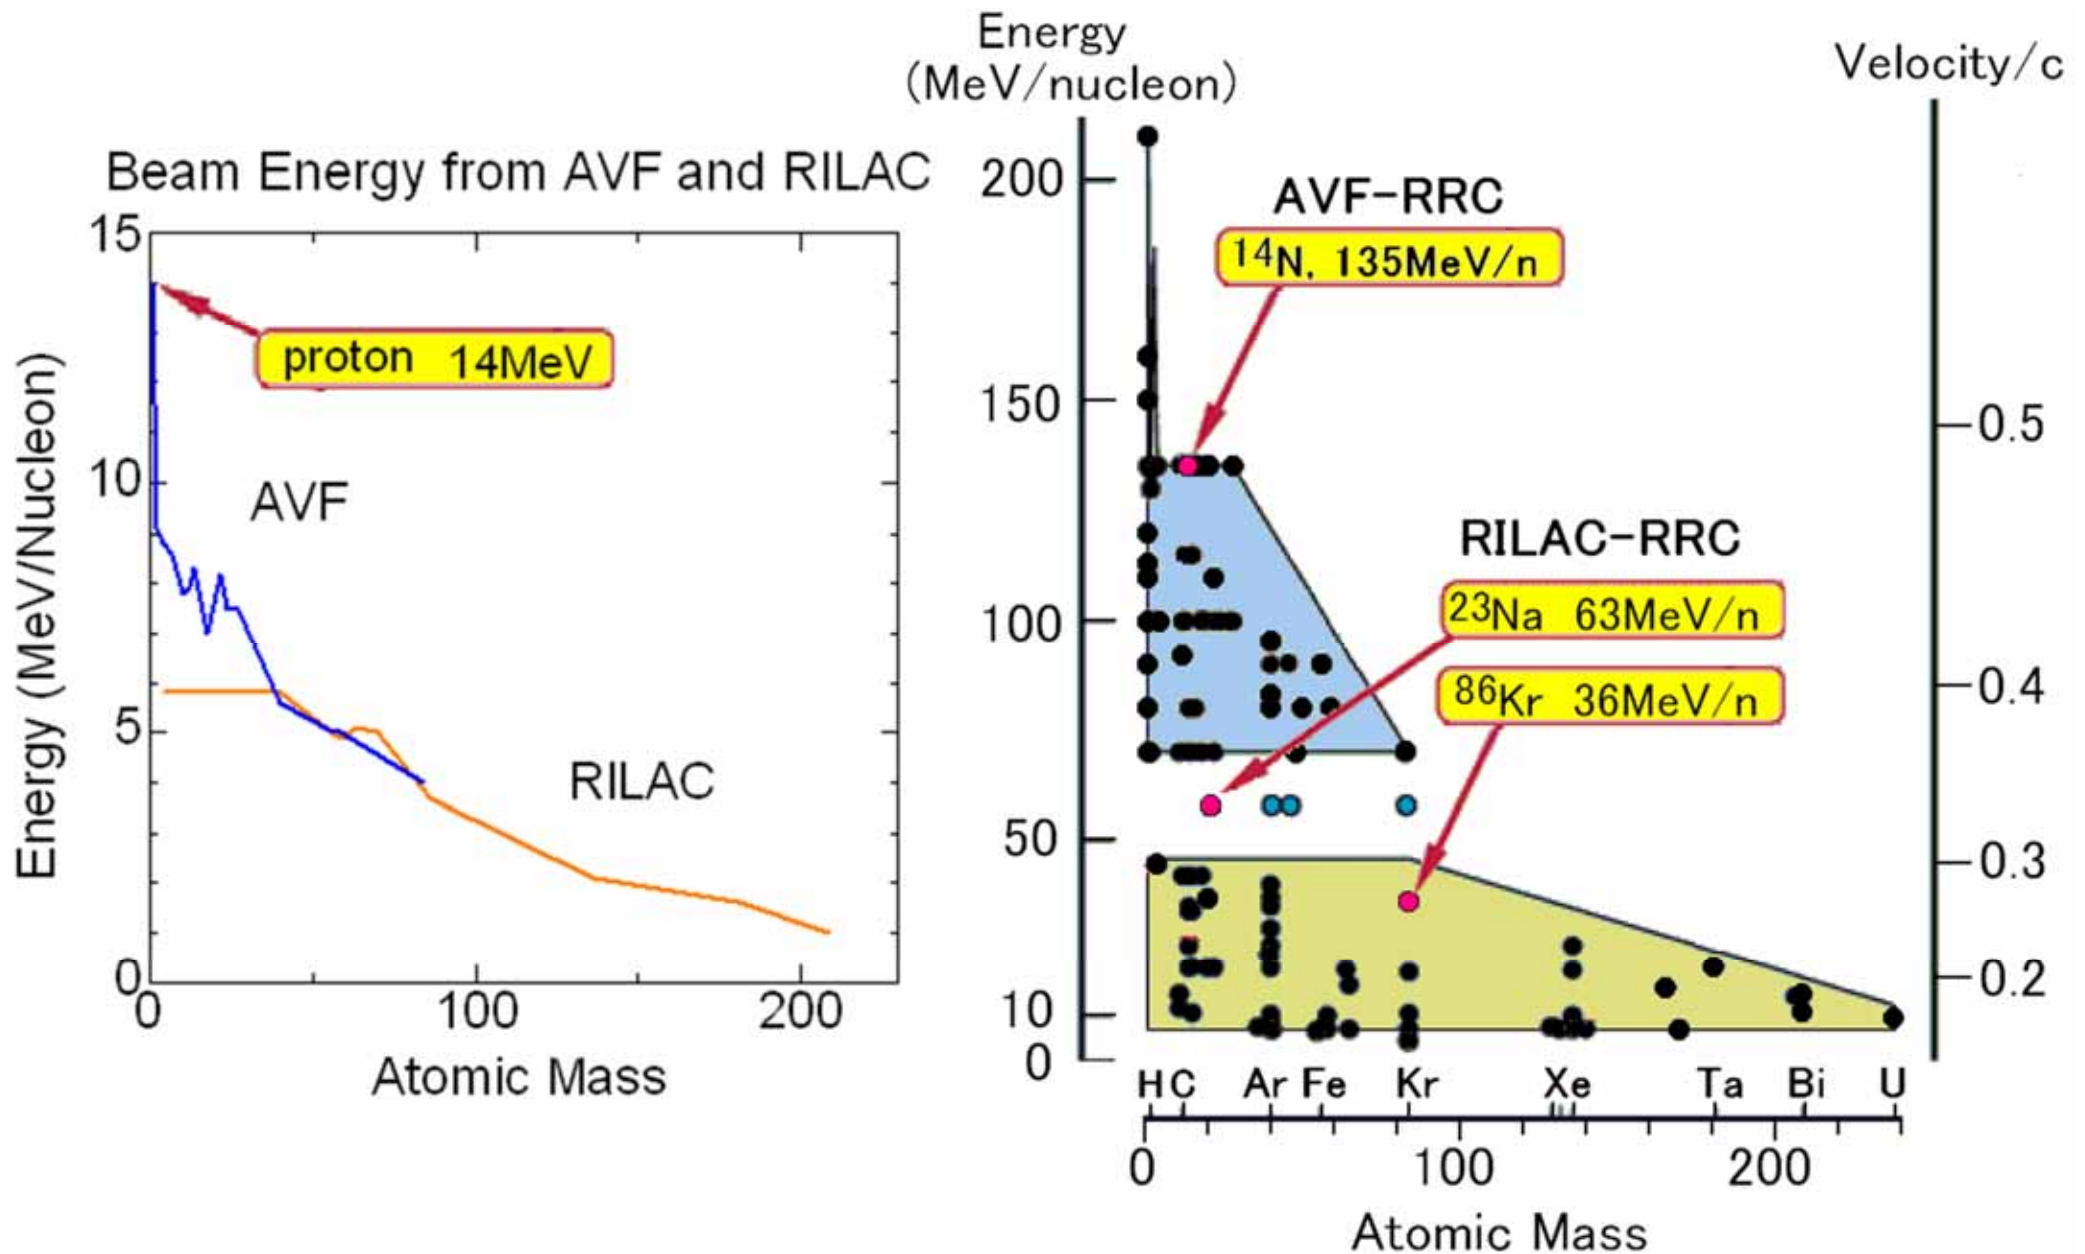 Beam Energy from AVF and RILAC
15
10
5
0
Energy (MeV/Nucleon)
proton 14MeV
AVF
RILAC
0 100 200
Atomic Mass
Energy
(MeV/nucleon)
200
150
100
50
10
0
Velocity/c
0.5
0.4
0.3
0.2
AVF-RRC
14N, 135MeV/n
RILAC-RRC
23Na 63MeV/n
86Kr 36MeV/n
H C Ar Fe Kr Xe Ta Bi U
0 100 200
Atomic Mass